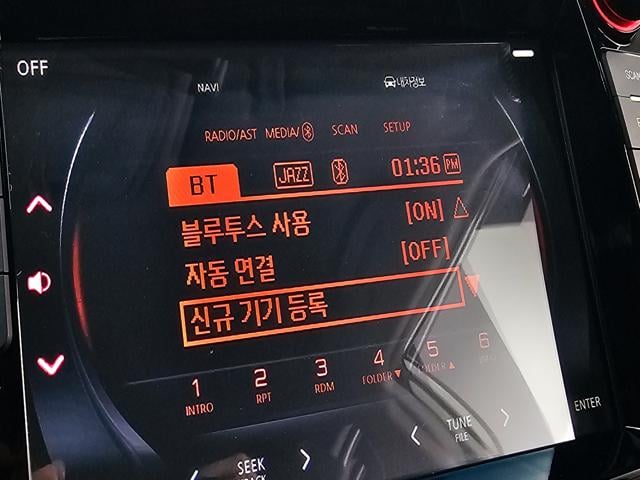 OFF
NAVI 내차정보
RADIO/AST MEDIA/ SCAN SETUP
BT JAZZ 01:36 PM
블루투스 사용 [ON]
자동 연결 [OFF]
신규 기기 등록
1 2 3 4 5 6
INTRO RPT RDM FOLDER▼ FOLDER▲
ENTER
SEEK TUNE
FILE
SCAN